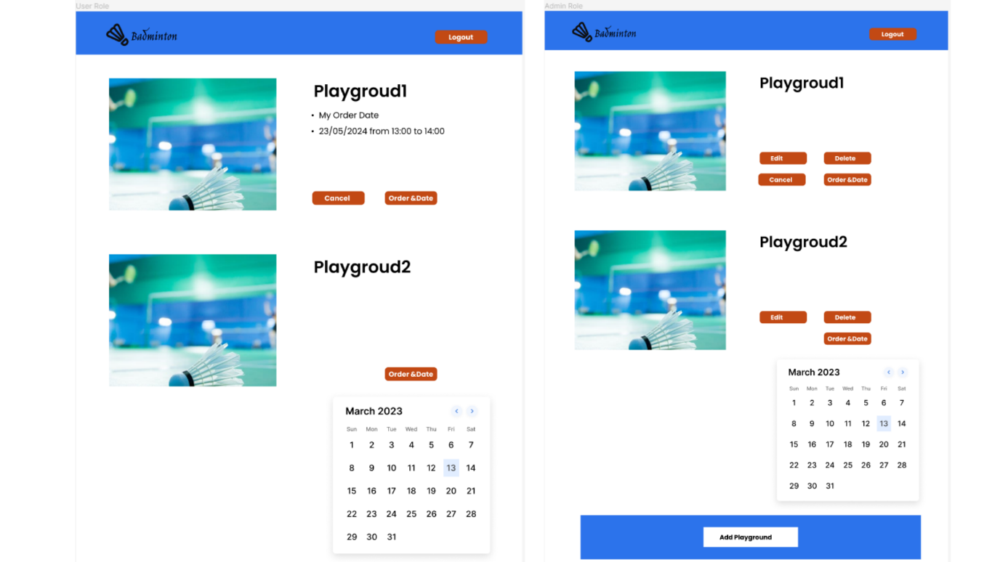 User Role
Badminton
Logout
Playgroud1
• My Order Date
• 23/05/2024 from 13:00 to 14:00
Cancel
Order &Date
Playgroud2
Order &Date
March 2023
‹ ›
Sun Mon Tue Wed Thu Fri Sat
1 2 3 4 5 6 7
8 9 10 11 12 13 14
15 16 17 18 19 20 21
22 23 24 25 26 27 28
29 30 31
Admin Role
Badminton
Logout
Playgroud1
Edit
Delete
Cancel
Order &Date
Playgroud2
Edit
Delete
Order &Date
March 2023
‹ ›
Sun Mon Tue Wed Thu Fri Sat
1 2 3 4 5 6 7
8 9 10 11 12 13 14
15 16 17 18 19 20 21
22 23 24 25 26 27 28
29 30 31
Add Playground